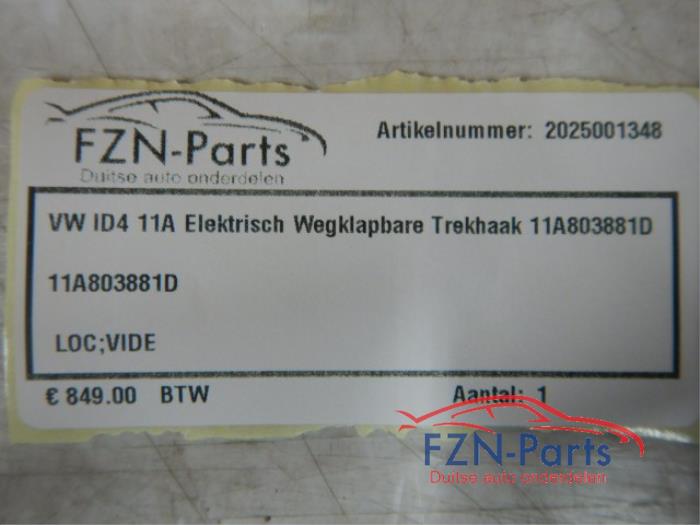 FZN-Parts
Duitse auto onderdelen
Artikelnummer: 2025001348
VW ID4 11A Elektrisch Wegklapbare Trekhaak 11A803881D
11A803881D
LOC;VIDE
€ 849.00 BTW
Aantal: 1
FZN-Parts
Duitse auto onderdelen